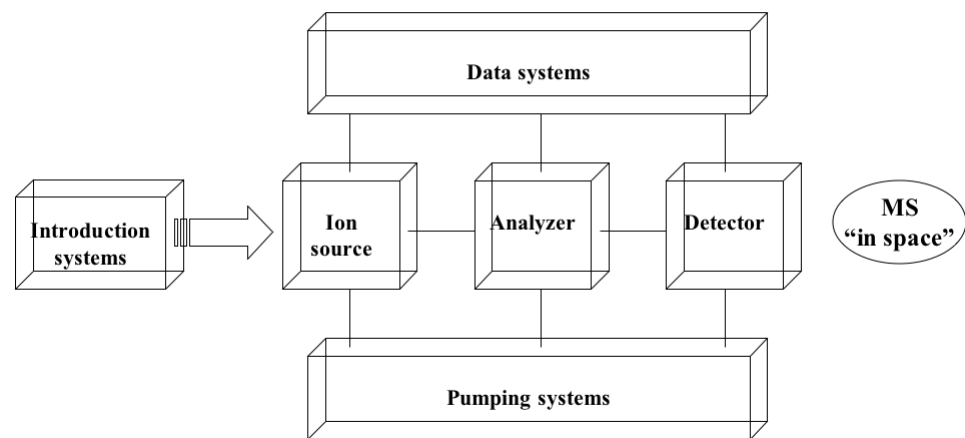 Data systems
Introduction
systems
Ion
source
Analyzer
Detector
MS
“in space”
Pumping systems